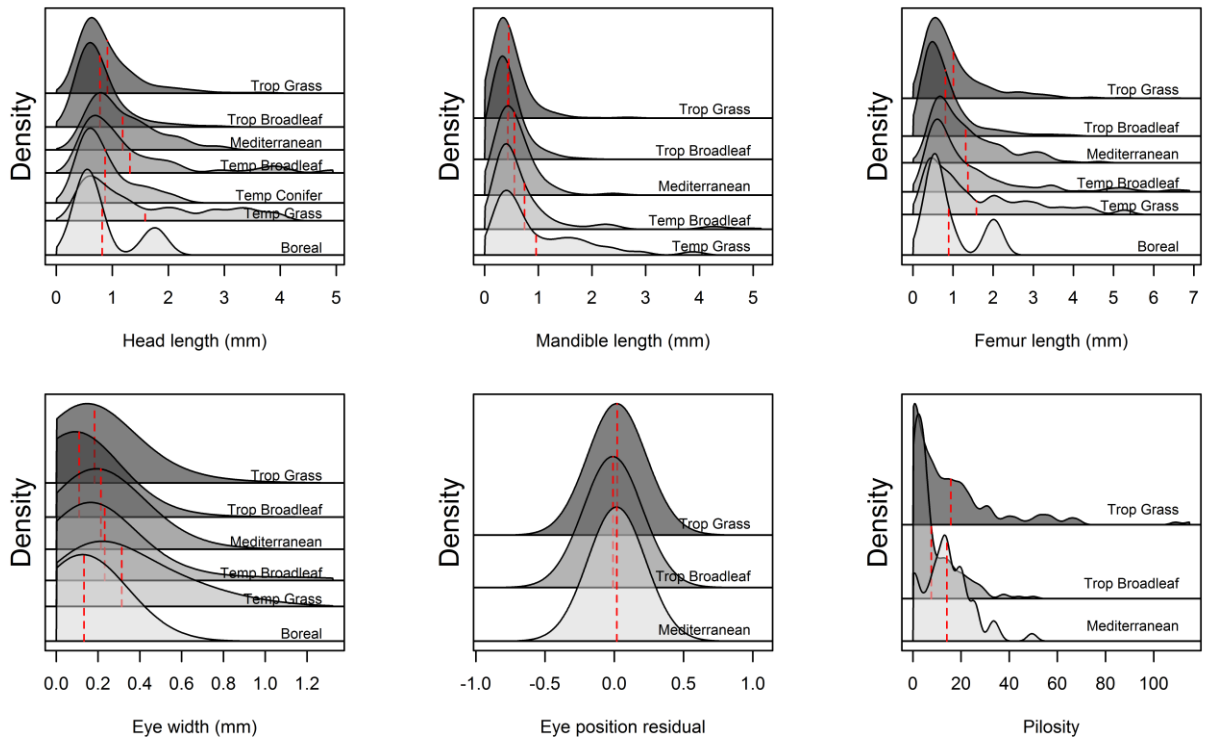 Density
Trop Grass
Trop Broadleaf
Mediterranean
Temp Broadleaf
Temp Conifer
Temp Grass
Boreal
0 1 2 3 4 5
Head length (mm)
Density
Trop Grass
Trop Broadleaf
Mediterranean
Temp Broadleaf
Temp Grass
0 1 2 3 4 5
Mandible length (mm)
Density
Trop Grass
Trop Broadleaf
Mediterranean
Temp Broadleaf
Temp Grass
Boreal
0 1 2 3 4 5 6 7
Femur length (mm)
Density
Trop Grass
Trop Broadleaf
Mediterranean
Temp Broadleaf
Temp Grass
Boreal
0.0 0.2 0.4 0.6 0.8 1.0 1.2
Eye width (mm)
Density
Trop Grass
Trop Broadleaf
Mediterranean
-1.0 -0.5 0.0 0.5 1.0
Eye position residual
Density
Trop Grass
Trop Broadleaf
Mediterranean
0 20 40 60 80 100
Pilosity